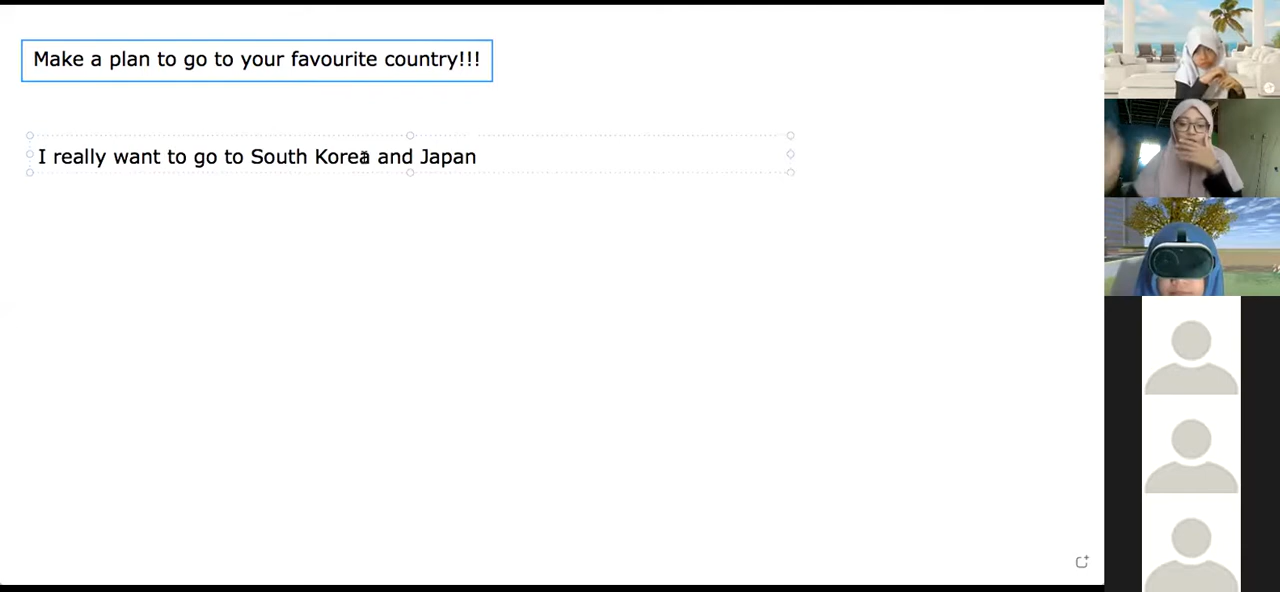 Make a plan to go to your favourite country!!!
I really want to go to South Korea and Japan